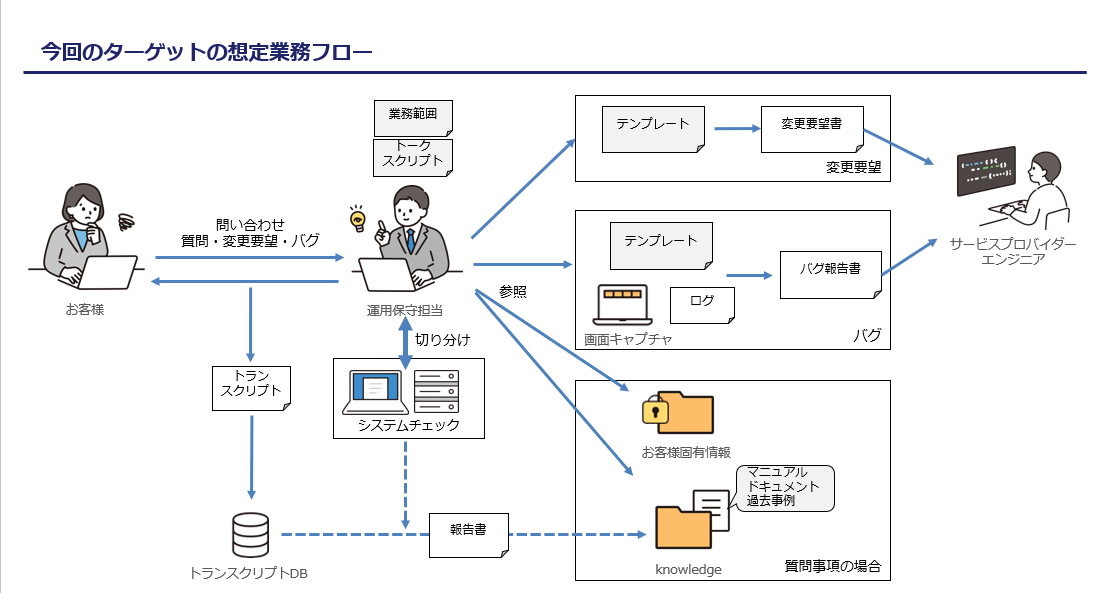 今回のターゲットの想定業務フロー
業務範囲
トーク
スクリプト
テンプレート
変更要望書
変更要望
問い合わせ
質問・変更要望・バグ
お客様
運用保守担当
サービスプロバイダー
エンジニア
テンプレート
バグ報告書
ログ
画面キャプチャ
バグ
参照
切り分け
トラン
スクリプト
システムチェック
お客様固有情報
マニュアル
ドキュメント
過去事例
報告書
トランスクリプトDB
knowledge
質問事項の場合